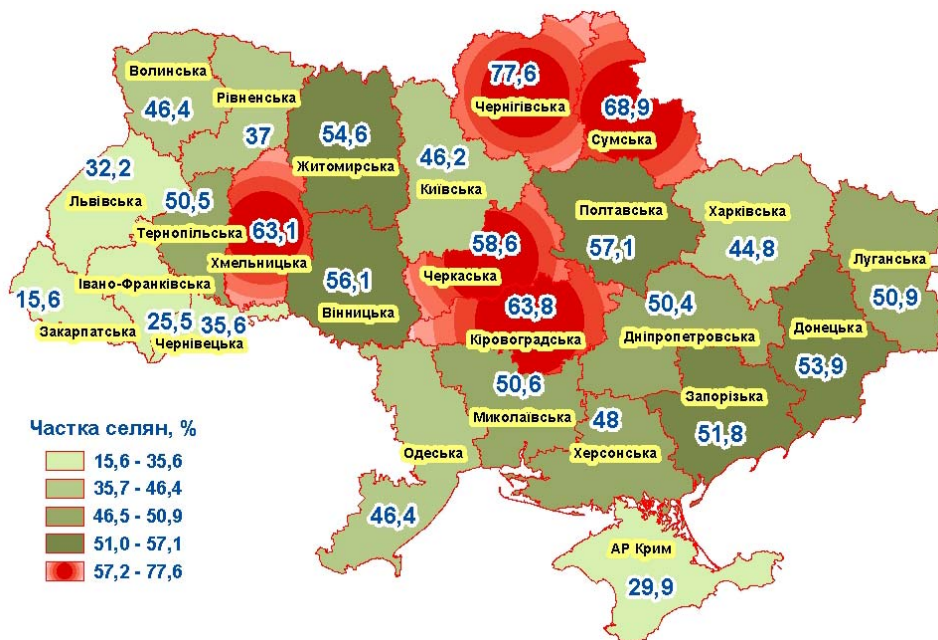 Волинська
46,4
Рівненська
37
54,6
Житомирська
46,2
Київська
77,6
Чернігівська
68,9
Сумська
32,2
Львівська
50,5
Тернопільська
63,1
Хмельницька
56,1
Вінницька
58,6
Черкаська
Полтавська
57,1
Харківська
44,8
Луганська
50,9
15,6
Закарпатська
Івано-Франківська
25,5
35,6
Чернівецька
63,8
Кіровоградська
50,4
Дніпропетровська
Донецька
53,9
50,6
Миколаївська
48
Херсонська
Запорізька
51,8
Одеська
46,4
АР Крим
29,9
Частка селян, %
15,6 - 35,6
35,7 - 46,4
46,5 - 50,9
51,0 - 57,1
57,2 - 77,6